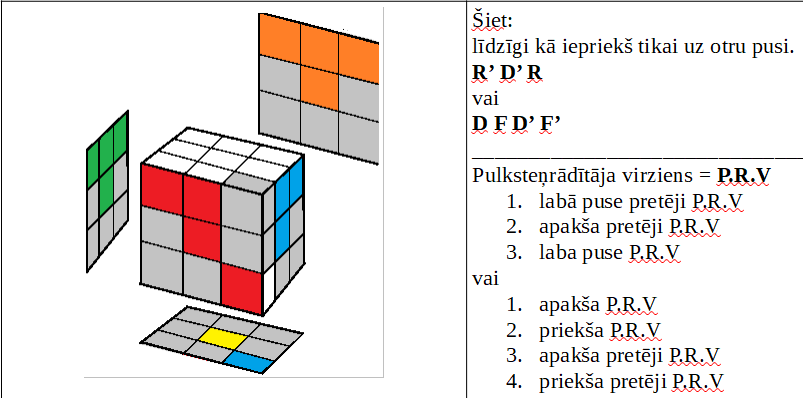 Šiet:
līdzīgi kā iepriekš tikai uz otru pusi.
R’ D’ R
vai
D F D’ F’
Pulksteņrādītāja virziens = P.R.V
1. labā puse pretēji P.R.V
2. apakša pretēji P.R.V
3. laba puse P.R.V
vai
1. apakša P.R.V
2. priekša P.R.V
3. apakša pretēji P.R.V
4. priekša pretēji P.R.V